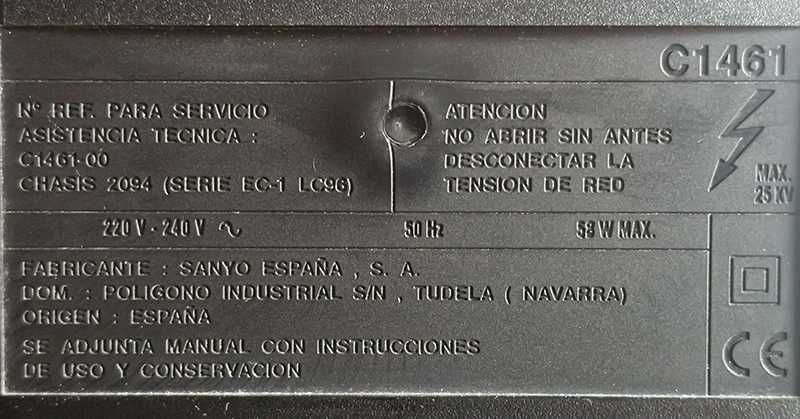 C1461
Nº REF. PARA SERVICIO
ASISTENCIA TECNICA :
C1461-00
CHASIS 2094 (SERIE EC-1 LC96)
ATENCION
NO ABRIR SIN ANTES
DESCONECTAR LA
TENSION DE RED
MAX.
25 KV
220 V - 240 V ∿ 50 Hz 58 W MAX.
FABRICANTE : SANYO ESPAÑA , S. A.
DOM. : POLIGONO INDUSTRIAL S/N , TUDELA ( NAVARRA)
ORIGEN : ESPAÑA
SE ADJUNTA MANUAL CON INSTRUCCIONES
DE USO Y CONSERVACION
CE